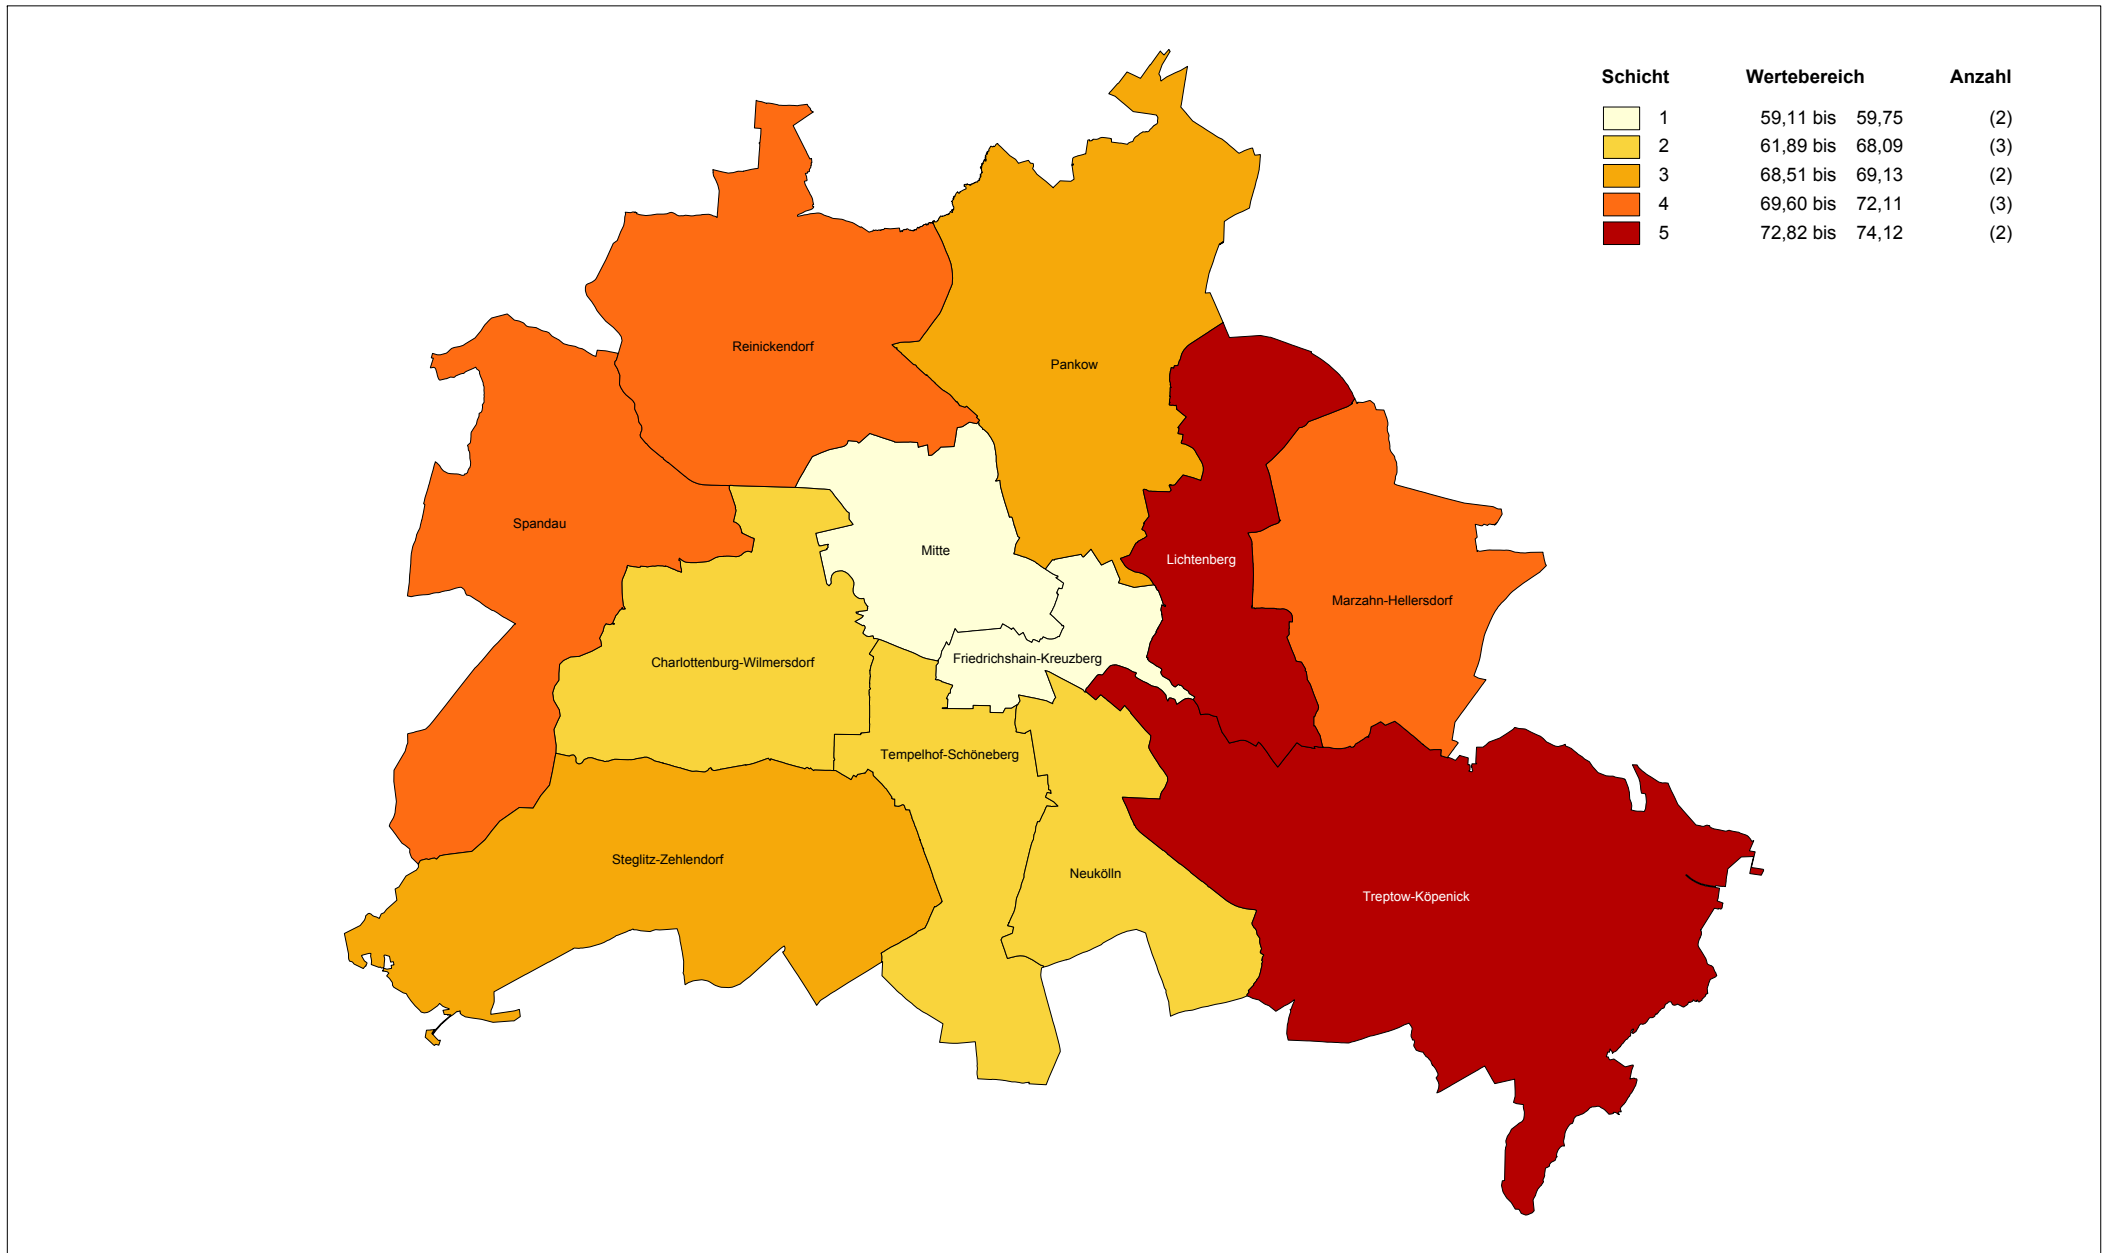 Schicht Wertebereich Anzahl
1 59,11 bis 59,75 (2)
2 61,89 bis 68,09 (3)
3 68,51 bis 69,13 (2)
4 69,60 bis 72,11 (3)
5 72,82 bis 74,12 (2)
Reinickendorf
Pankow
Spandau
Mitte
Lichtenberg
Marzahn-Hellersdorf
Charlottenburg-Wilmersdorf
Friedrichshain-Kreuzberg
Tempelhof-Schöneberg
Steglitz-Zehlendorf
Neukölln
Treptow-Köpenick